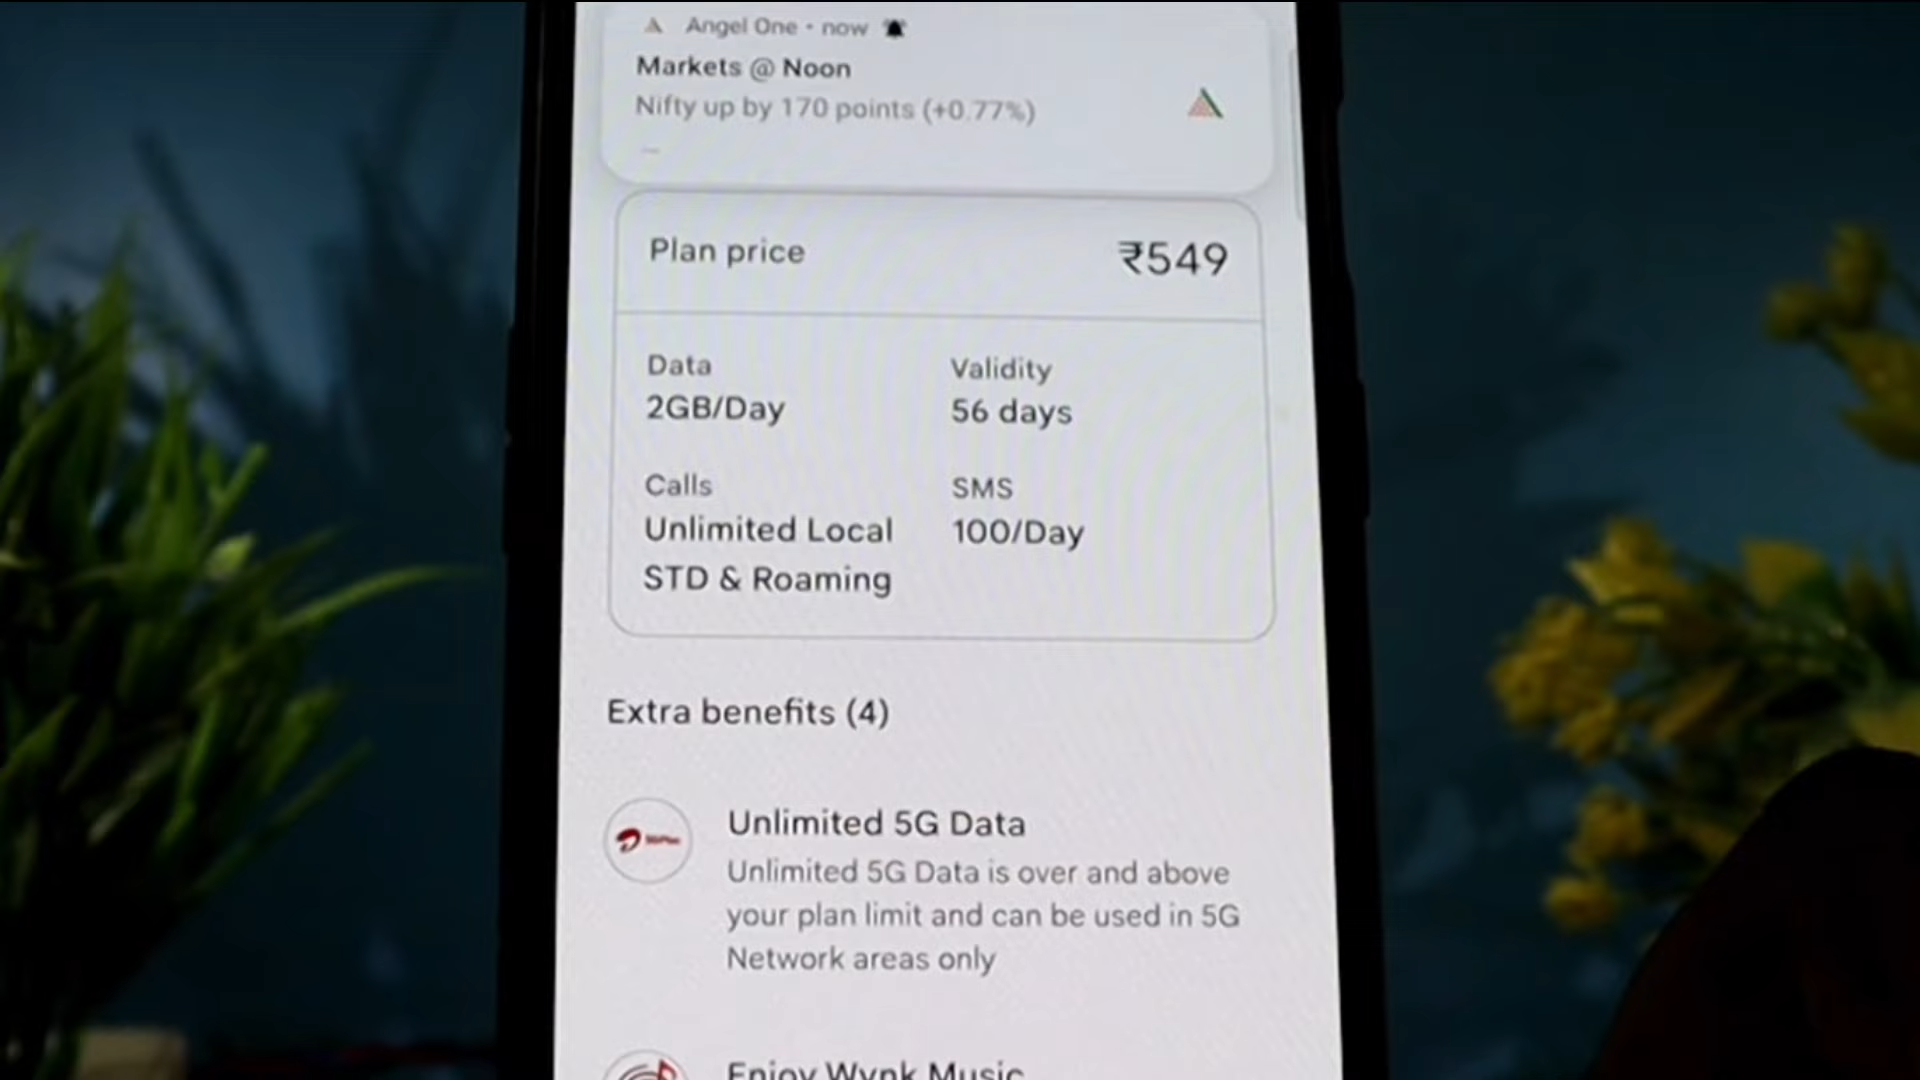 Angel One • now
Markets @ Noon
Nifty up by 170 points (+0.77%)
Plan price
₹549
Data
Validity
2GB/Day
56 days
Calls
SMS
Unlimited Local
100/Day
STD & Roaming
Extra benefits (4)
Unlimited 5G Data
Unlimited 5G Data is over and above
your plan limit and can be used in 5G
Network areas only
Enjoy Wynk Music